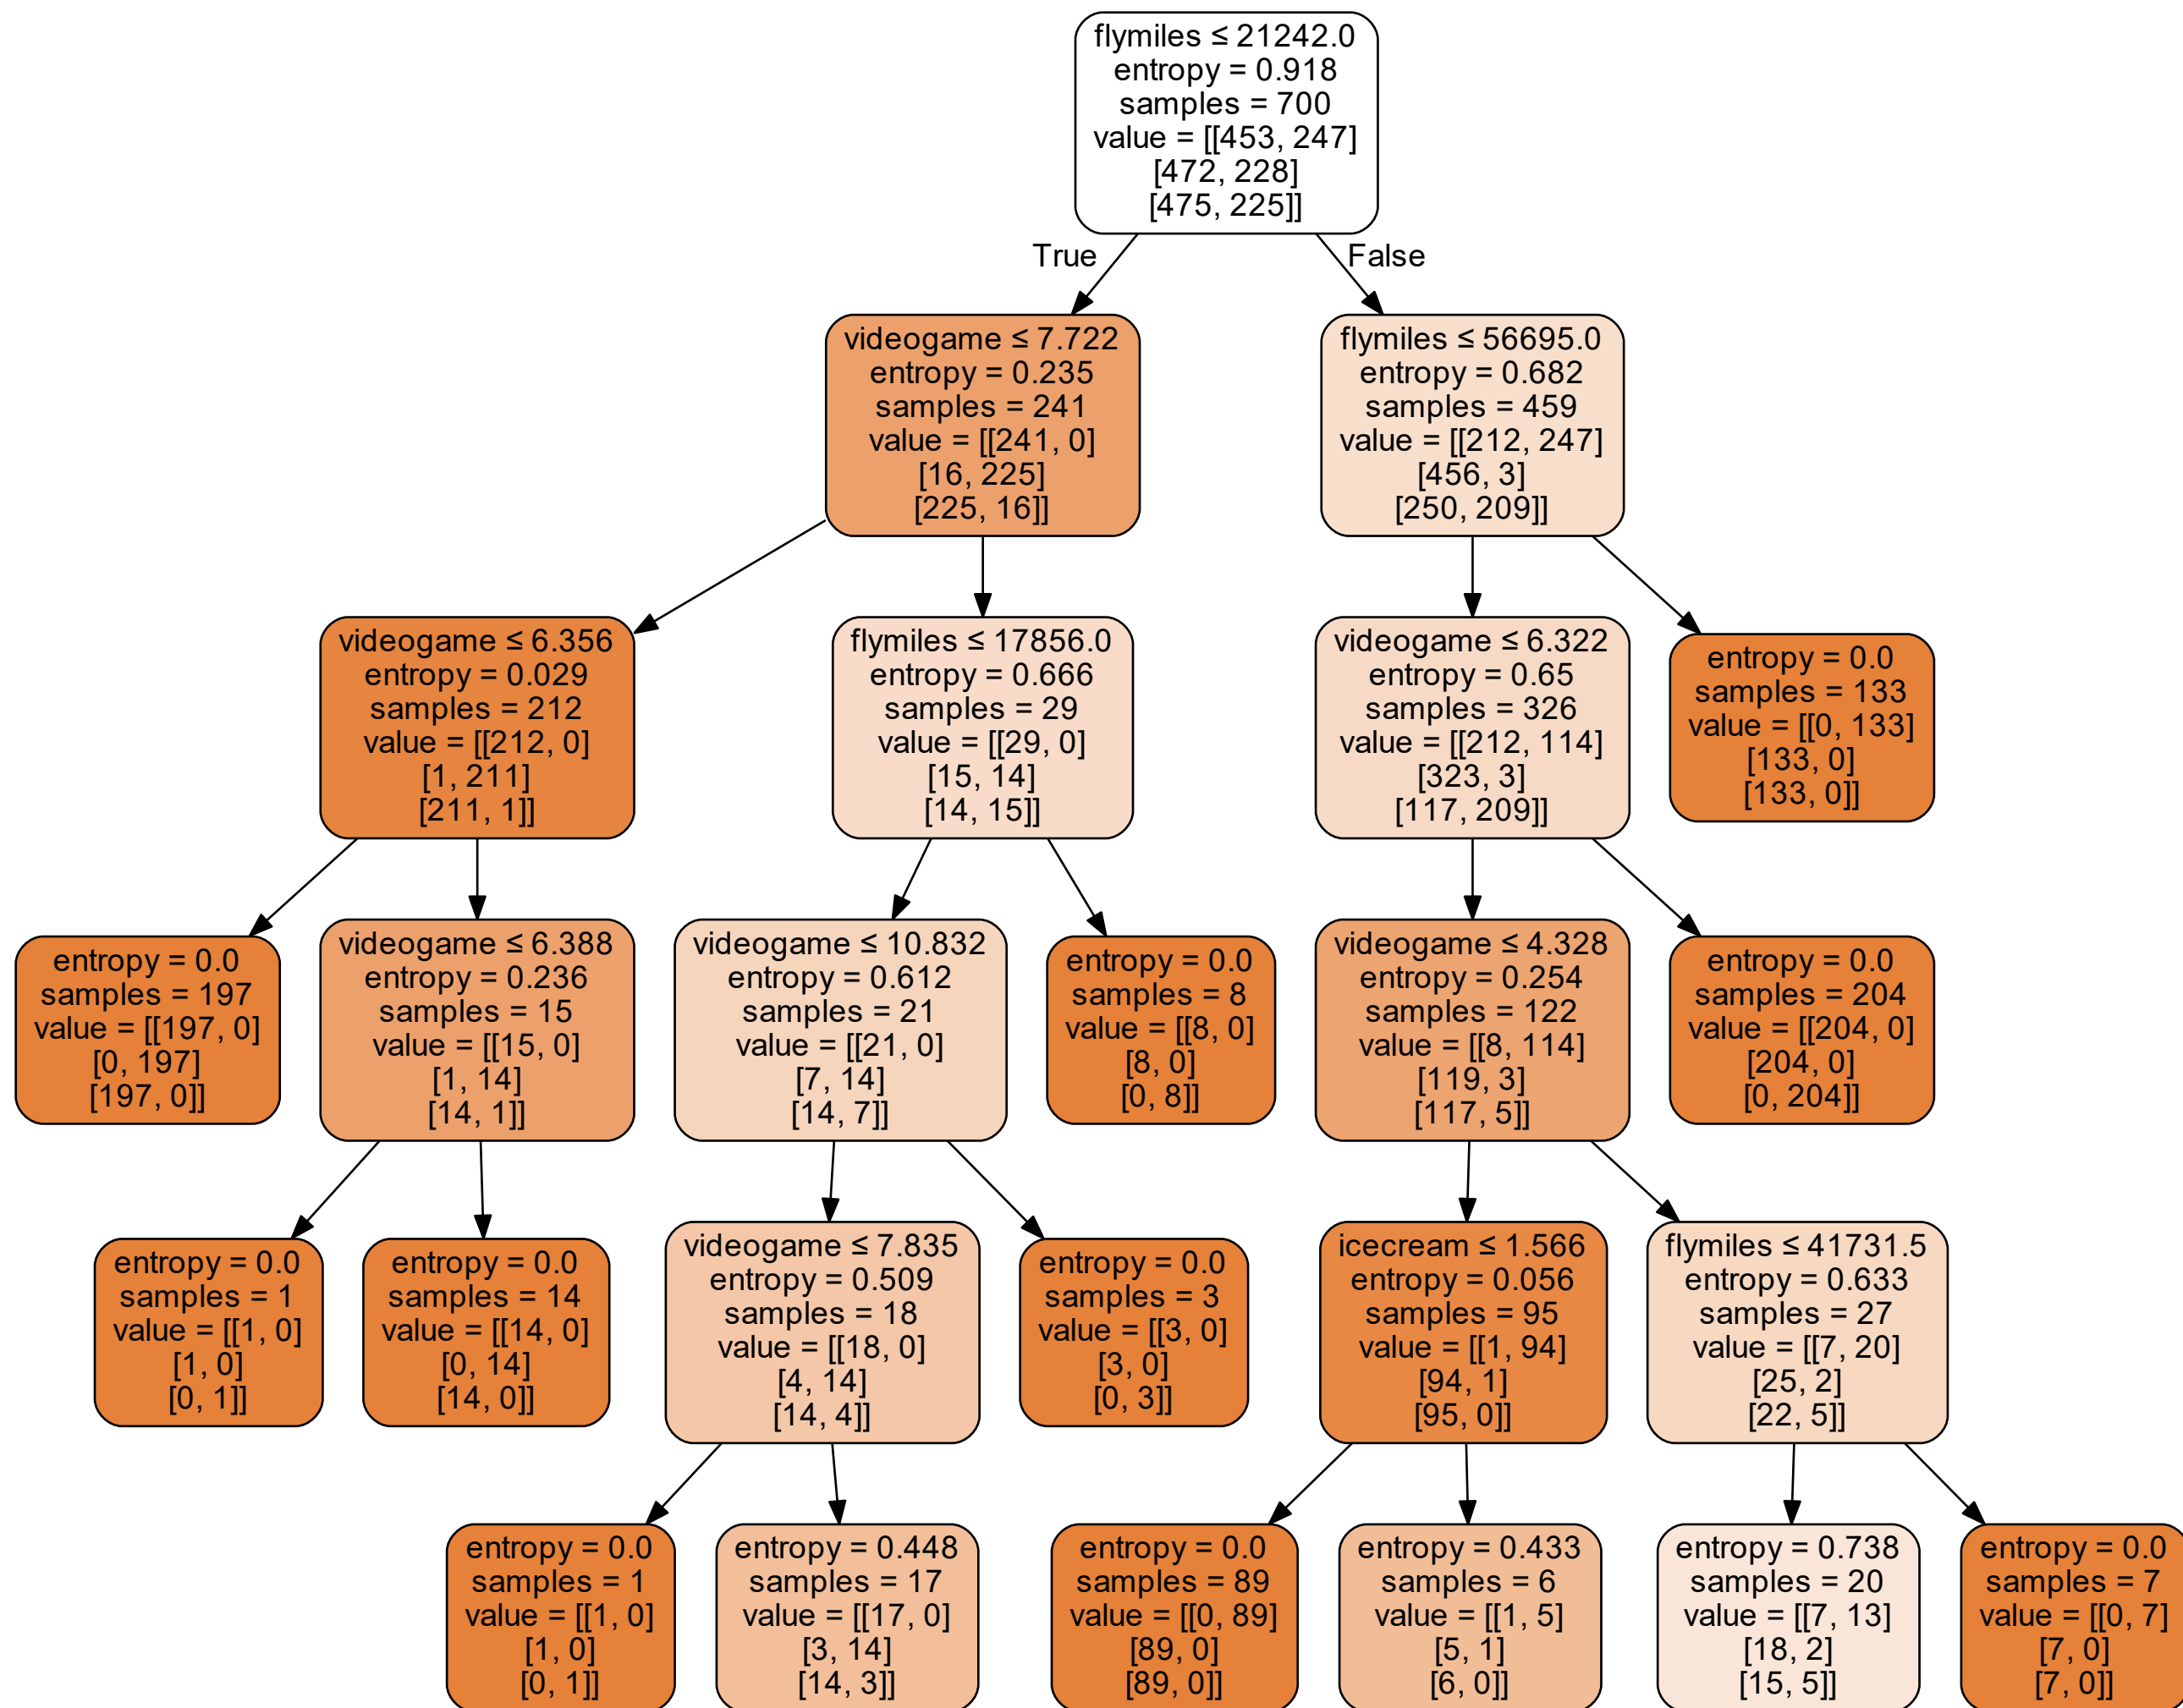 flymiles ≤ 21242.0
entropy = 0.918
samples = 700
value = [[453, 247]
[472, 228]
[475, 225]]
True
False
videogame ≤ 7.722
entropy = 0.235
samples = 241
value = [[241, 0]
[16, 225]
[225, 16]]
flymiles ≤ 56695.0
entropy = 0.682
samples = 459
value = [[212, 247]
[456, 3]
[250, 209]]
videogame ≤ 6.356
entropy = 0.029
samples = 212
value = [[212, 0]
[1, 211]
[211, 1]]
flymiles ≤ 17856.0
entropy = 0.666
samples = 29
value = [[29, 0]
[15, 14]
[14, 15]]
videogame ≤ 6.322
entropy = 0.65
samples = 326
value = [[212, 114]
[323, 3]
[117, 209]]
entropy = 0.0
samples = 133
value = [[0, 133]
[133, 0]
[133, 0]]
entropy = 0.0
samples = 197
value = [[197, 0]
[0, 197]
[197, 0]]
videogame ≤ 6.388
entropy = 0.236
samples = 15
value = [[15, 0]
[1, 14]
[14, 1]]
videogame ≤ 10.832
entropy = 0.612
samples = 21
value = [[21, 0]
[7, 14]
[14, 7]]
entropy = 0.0
samples = 8
value = [[8, 0]
[8, 0]
[0, 8]]
videogame ≤ 4.328
entropy = 0.254
samples = 122
value = [[8, 114]
[119, 3]
[117, 5]]
entropy = 0.0
samples = 204
value = [[204, 0]
[204, 0]
[0, 204]]
entropy = 0.0
samples = 1
value = [[1, 0]
[1, 0]
[0, 1]]
entropy = 0.0
samples = 14
value = [[14, 0]
[0, 14]
[14, 0]]
videogame ≤ 7.835
entropy = 0.509
samples = 18
value = [[18, 0]
[4, 14]
[14, 4]]
entropy = 0.0
samples = 3
value = [[3, 0]
[3, 0]
[0, 3]]
icecream ≤ 1.566
entropy = 0.056
samples = 95
value = [[1, 94]
[94, 1]
[95, 0]]
flymiles ≤ 41731.5
entropy = 0.633
samples = 27
value = [[7, 20]
[25, 2]
[22, 5]]
entropy = 0.0
samples = 1
value = [[1, 0]
[1, 0]
[0, 1]]
entropy = 0.448
samples = 17
value = [[17, 0]
[3, 14]
[14, 3]]
entropy = 0.0
samples = 89
value = [[0, 89]
[89, 0]
[89, 0]]
entropy = 0.433
samples = 6
value = [[1, 5]
[5, 1]
[6, 0]]
entropy = 0.738
samples = 20
value = [[7, 13]
[18, 2]
[15, 5]]
entropy = 0.0
samples = 7
value = [[0, 7]
[7, 0]
[7, 0]]